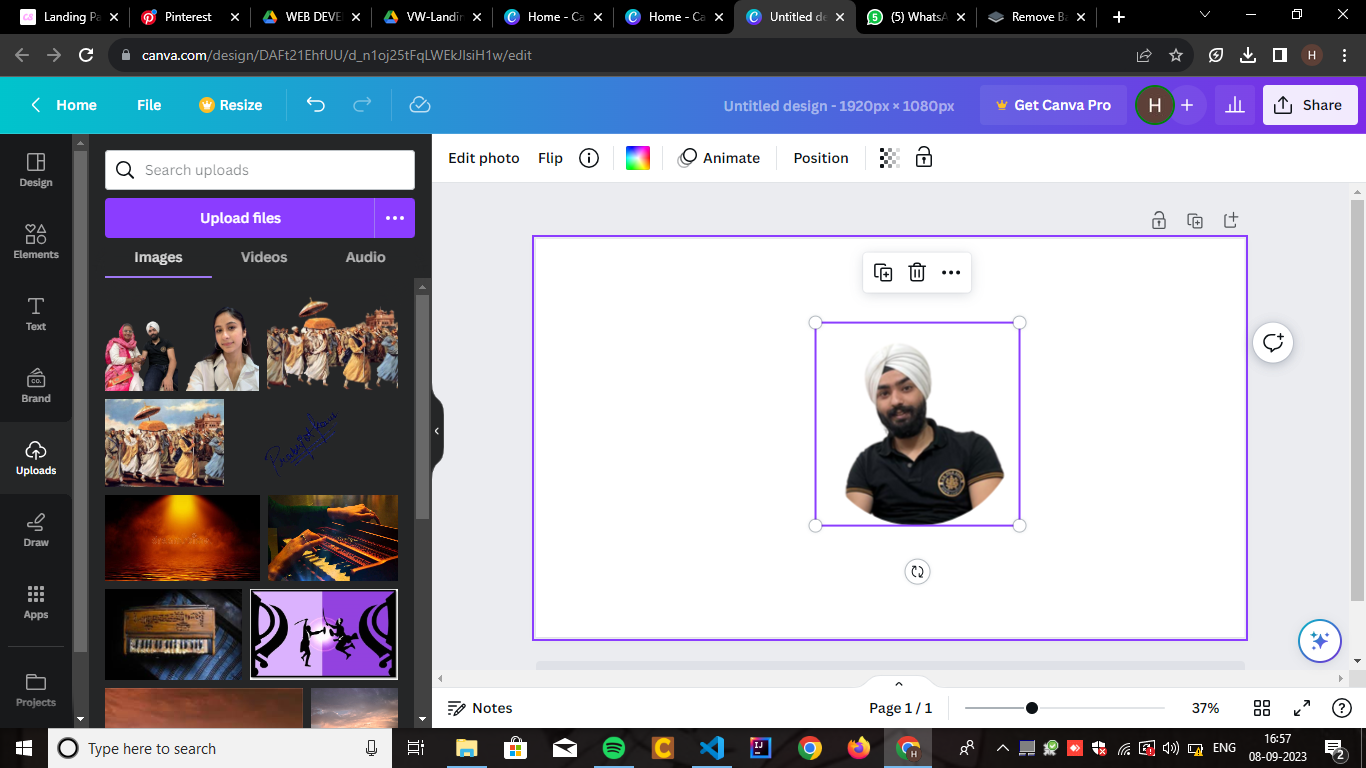 Landing Pa
Pinterest
WEB DEVE
VW-Landin
Home - Ca
Home - Ca
Untitled de
(5) WhatsA
Remove Ba
canva.com/design/DAFt21EhfUU/d_n1oj25tFqLWEkJIsiH1w/edit
H
Home
File
Resize
Untitled design - 1920px × 1080px
Get Canva Pro
H
Share
Design
Elements
Text
CO.
Brand
Uploads
Draw
Apps
Projects
Search uploads
Upload files
Images
Videos
Audio
Edit photo
Flip
Animate
Position
Notes
Page 1 / 1
37%
Type here to search
ENG
16:57
08-09-2023
2